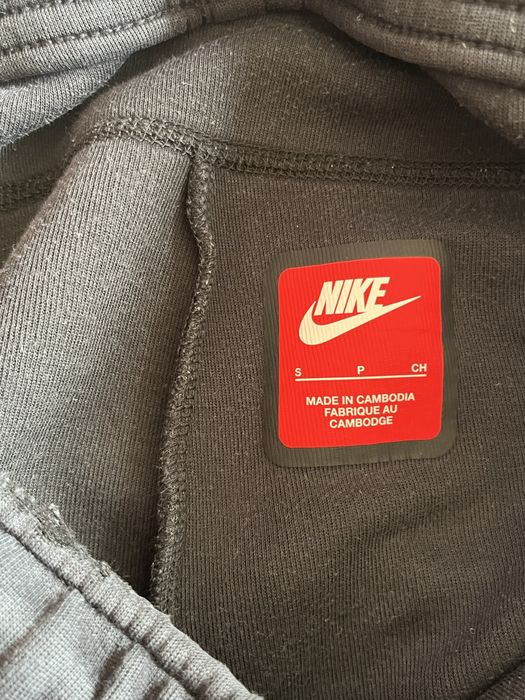 NIKE
S P CH
MADE IN CAMBODIA
FABRIQUE AU
CAMBODGE